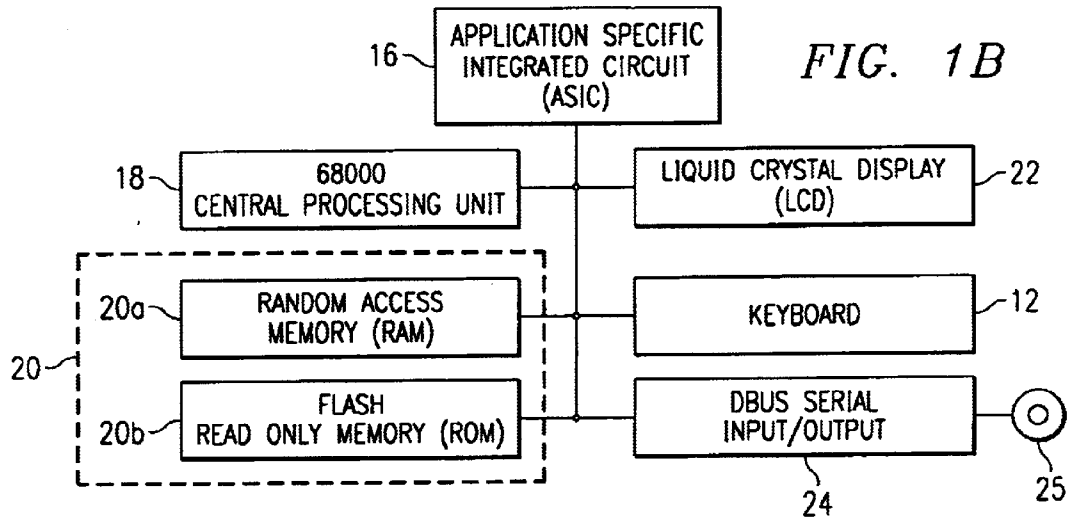 APPLICATION SPECIFIC
INTEGRATED CIRCUIT
(ASIC)
16
FIG. 1B
18
68000
CENTRAL PROCESSING UNIT
LIQUID CRYSTAL DISPLAY
(LCD)
22
20a
RANDOM ACCESS
MEMORY (RAM)
KEYBOARD
12
20
20b
FLASH
READ ONLY MEMORY (ROM)
DBUS SERIAL
INPUT/OUTPUT
24
25